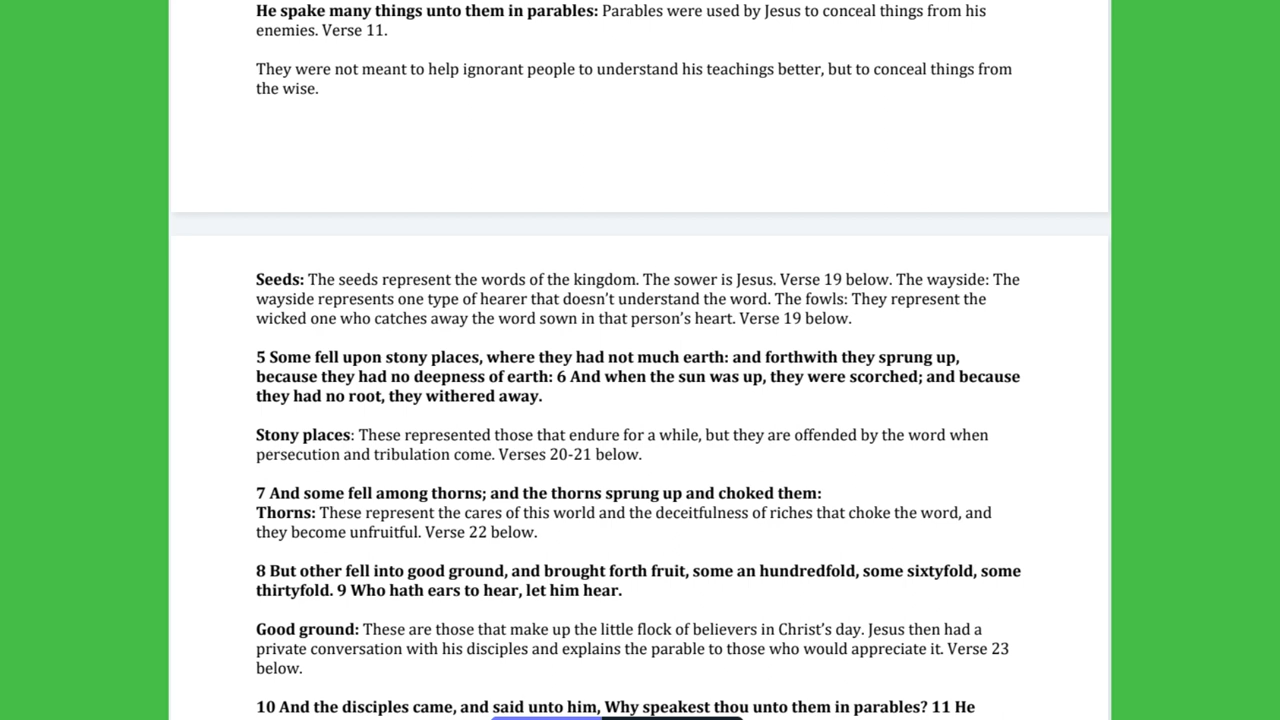 He spake many things unto them in parables: Parables were used by Jesus to conceal things from his
enemies. Verse 11.
They were not meant to help ignorant people to understand his teachings better, but to conceal things from
the wise.
Seeds: The seeds represent the words of the kingdom. The sower is Jesus. Verse 19 below. The wayside: The
wayside represents one type of hearer that doesn’t understand the word. The fowls: They represent the
wicked one who catches away the word sown in that person’s heart. Verse 19 below.
5 Some fell upon stony places, where they had not much earth: and forthwith they sprung up,
because they had no deepness of earth: 6 And when the sun was up, they were scorched; and because
they had no root, they withered away.
Stony places: These represented those that endure for a while, but they are offended by the word when
persecution and tribulation come. Verses 20-21 below.
7 And some fell among thorns; and the thorns sprung up and choked them:
Thorns: These represent the cares of this world and the deceitfulness of riches that choke the word, and
they become unfruitful. Verse 22 below.
8 But other fell into good ground, and brought forth fruit, some an hundredfold, some sixtyfold, some
thirtyfold. 9 Who hath ears to hear, let him hear.
Good ground: These are those that make up the little flock of believers in Christ’s day. Jesus then had a
private conversation with his disciples and explains the parable to those who would appreciate it. Verse 23
below.
10 And the disciples came, and said unto him, Why speakest thou unto them in parables? 11 He